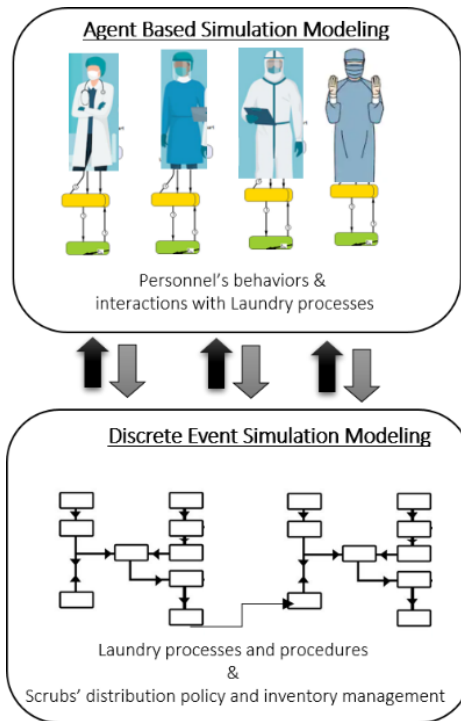 Agent Based Simulation Modeling
Personnel's behaviors &
interactions with Laundry processes
Discrete Event Simulation Modeling
Laundry processes and procedures
&
Scrubs' distribution policy and inventory management